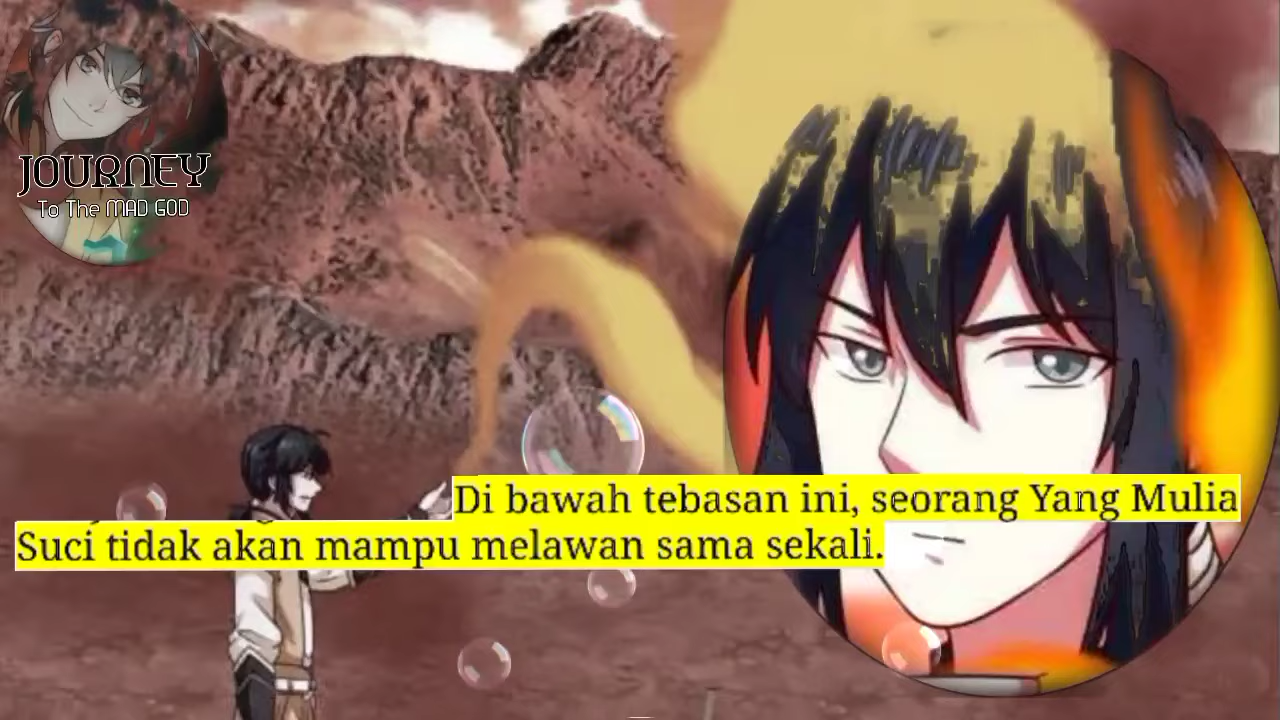 JOURNEY
To The MAD GOD
Di bawah tebasan ini, seorang Yang Mulia
Suci tidak akan mampu melawan sama sekali.